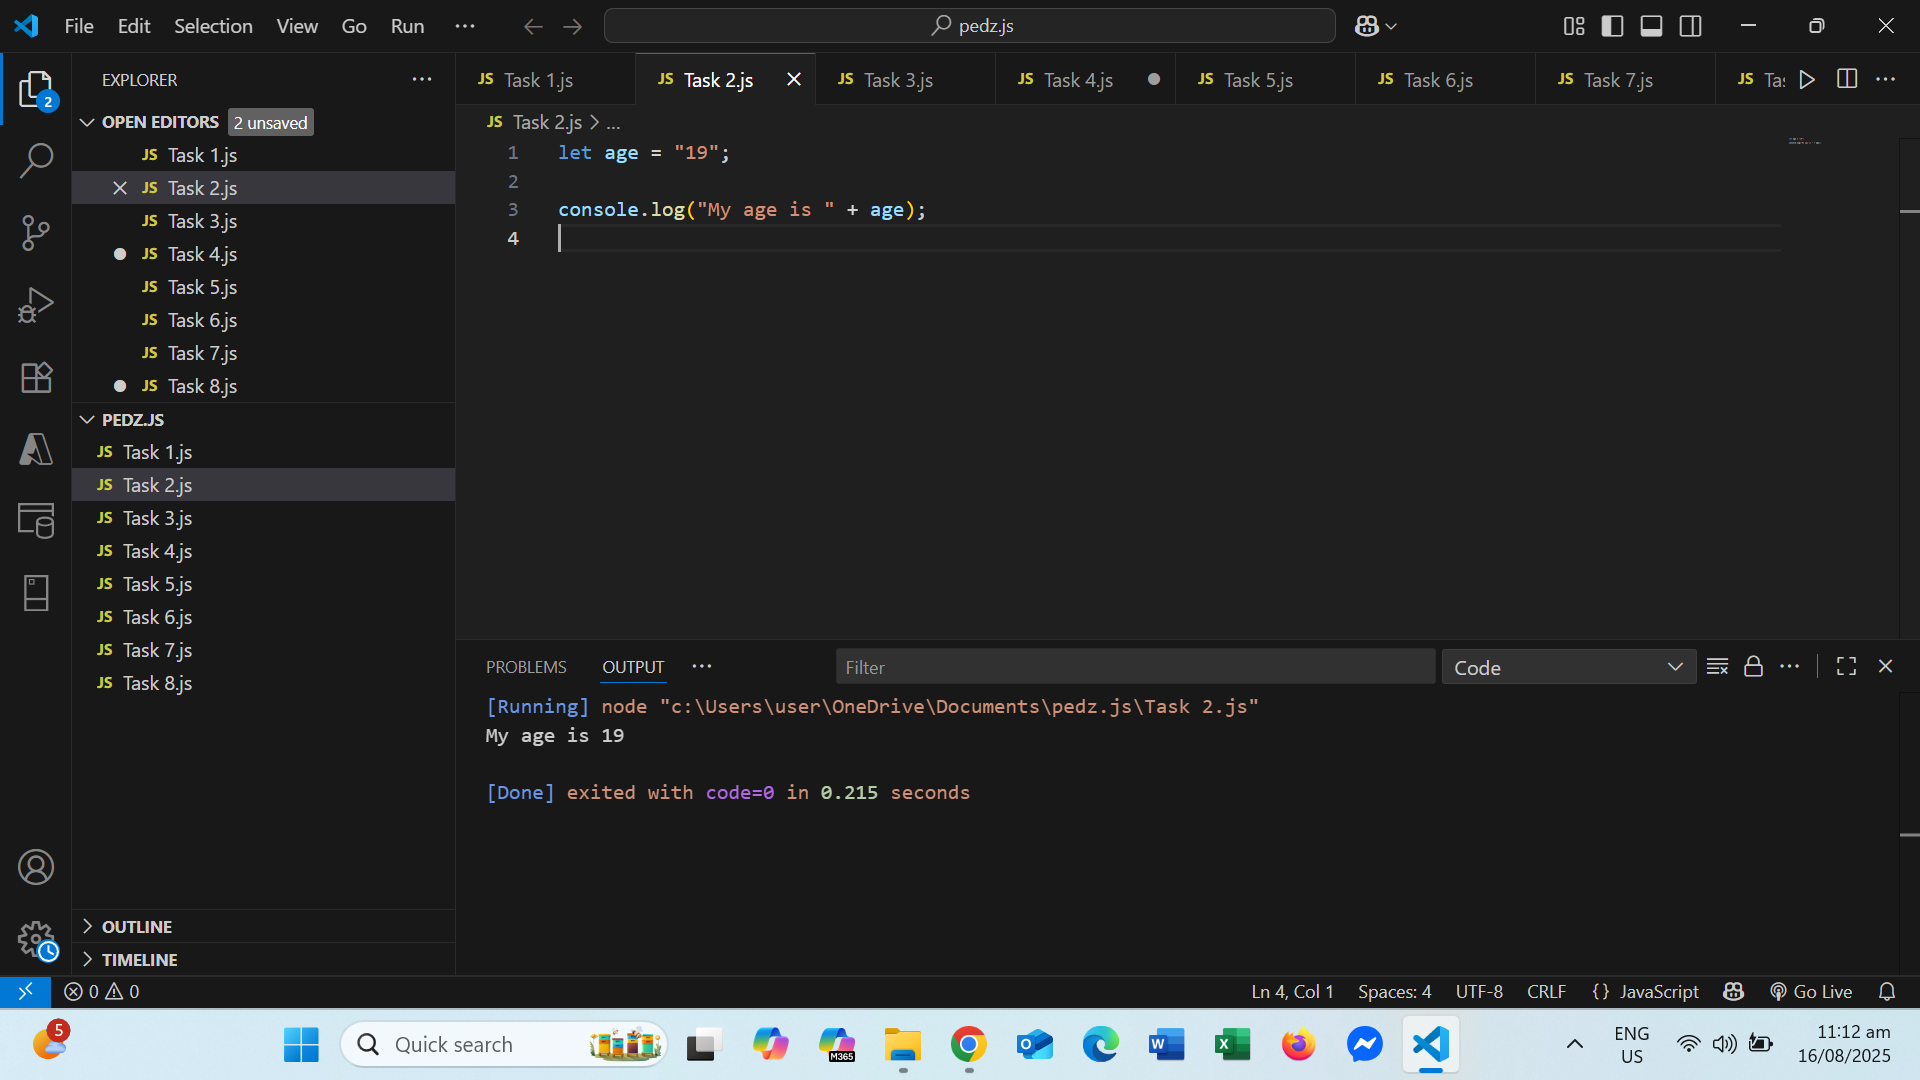 File Edit Selection View Go Run
pedz.js
EXPLORER
OPEN EDITORS 2 unsaved
JS Task 1.js
JS Task 2.js
JS Task 3.js
JS Task 4.js
JS Task 5.js
JS Task 6.js
JS Task 7.js
JS Task 8.js
PEDZ.JS
JS Task 1.js
JS Task 2.js
JS Task 3.js
JS Task 4.js
JS Task 5.js
JS Task 6.js
JS Task 7.js
JS Task 8.js
OUTLINE
TIMELINE
2
JS Task 1.js JS Task 2.js JS Task 3.js JS Task 4.js JS Task 5.js JS Task 6.js JS Task 7.js JS Tas
JS Task 2.js > ...
1 let age = "19";
2
3 console.log("My age is " + age);
4
PROBLEMS OUTPUT Filter Code
[Running] node "c:\Users\user\OneDrive\Documents\pedz.js\Task 2.js"
My age is 19
[Done] exited with code=0 in 0.215 seconds
0 0 Ln 4, Col 1 Spaces: 4 UTF-8 CRLF {} JavaScript Go Live
5 Quick search M365 ENG 11:12 am
US 16/08/2025